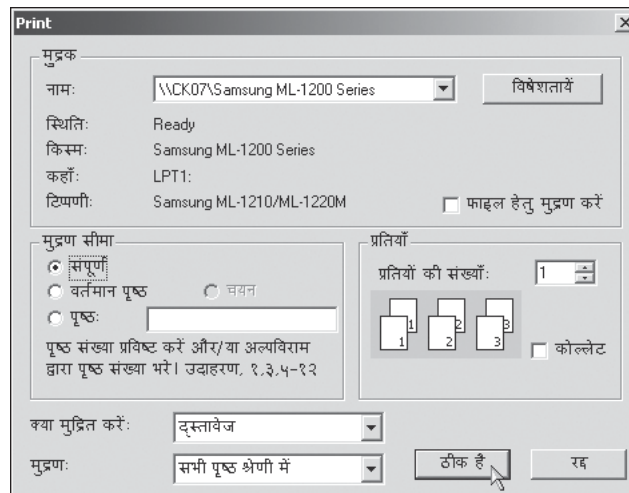 Print
मुद्रक
नाम: \\CK07\Samsung ML-1200 Series विषेशतायें
स्थिति: Ready
किस्म: Samsung ML-1200 Series
कहाँ: LPT1:
टिप्पणी: Samsung ML-1210/ML-1220M फाइल हेतु मुद्रण करें
मुद्रण सीमा
संपूर्ण
वर्तमान पृष्ठ चयन
पृष्ठ:
पृष्ठ संख्या प्रविष्ट करें और/या अल्पविराम
द्वारा पृष्ठ संख्या भरे। उदाहरण, १,३,५-१२
प्रतियाँ
प्रतियों की संख्याँ: 1
1 2 3
1 2 3
कोल्लेट
क्या मुद्रित करें: दस्तावेज
मुद्रण: सभी पृष्ठ श्रेणी में ठीक है रद्द